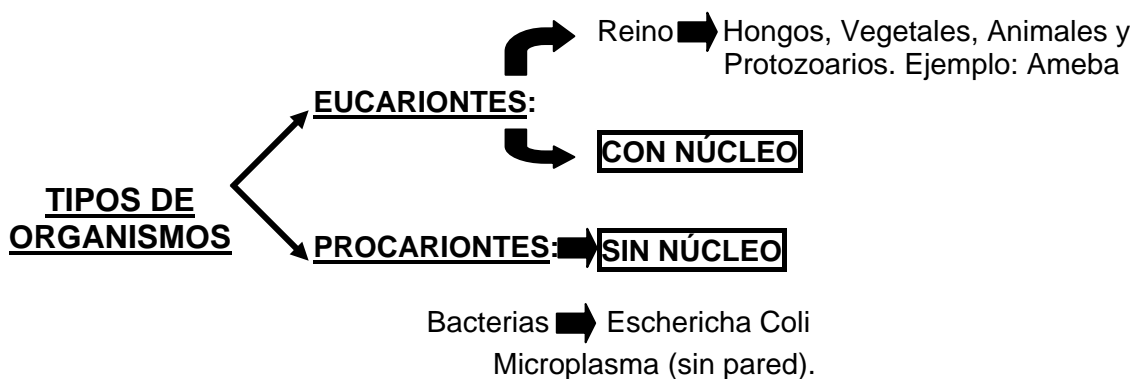 Reino Hongos, Vegetales, Animales y
Protozoarios. Ejemplo: Ameba
EUCARIONTES:
CON NÚCLEO
TIPOS DE
ORGANISMOS
PROCARIONTES: SIN NÚCLEO
Bacterias Eschericha Coli
Microplasma (sin pared).